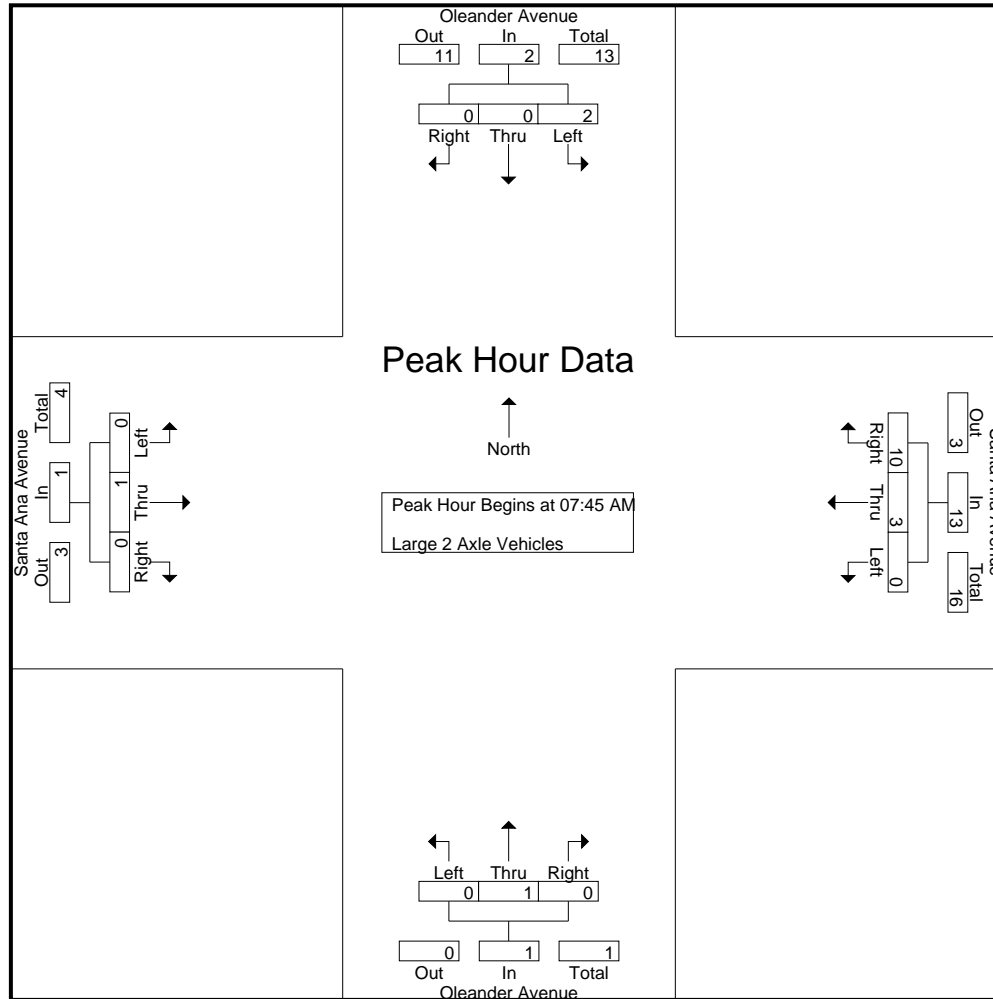 Oleander Avenue
Out In Total
11 2 13
0 0 2
Right Thru Left
Peak Hour Data
North
Peak Hour Begins at 07:45 AM
Large 2 Axle Vehicles
Santa Ana Avenue
Out In Total
3 1 4
Right Thru Left
0 1 0
Santa Ana Avenue
Out In Total
3 13 16
Right Thru Left
10 3 0
Left Thru Right
0 1 0
0 1 1
Out In Total
Oleander Avenue